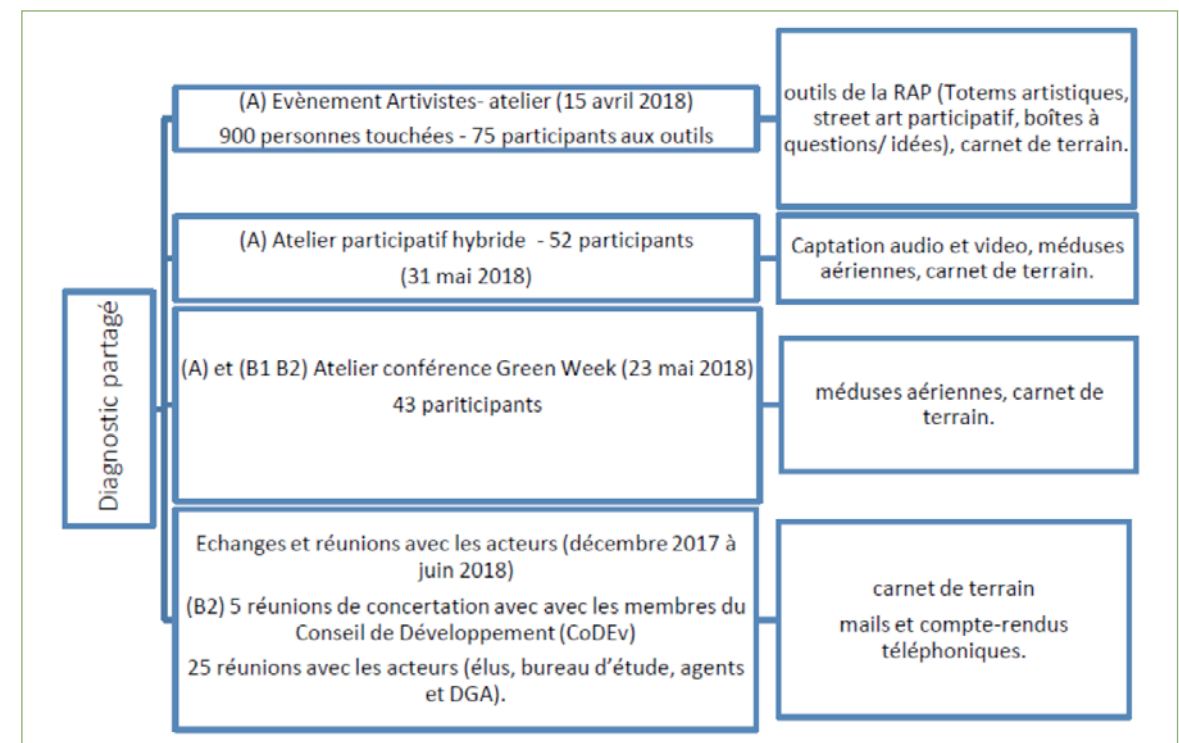 Diagnostic partagé
(A) Evènement Artivistes- atelier (15 avril 2018)
900 personnes touchées - 75 participants aux outils
outils de la RAP (Totems artistiques,
street art participatif, boîtes à
questions/ idées), carnet de terrain.
(A) Atelier participatif hybride - 52 participants
(31 mai 2018)
Captation audio et video, méduses
aériennes, carnet de terrain.
(A) et (B1 B2) Atelier conférence Green Week (23 mai 2018)
43 pariticipants
méduses aériennes, carnet de
terrain.
Echanges et réunions avec les acteurs (décembre 2017 à
juin 2018)
(B2) 5 réunions de concertation avec avec les membres du
Conseil de Développement (CoDEv)
25 réunions avec les acteurs (élus, bureau d'étude, agents
et DGA).
carnet de terrain
mails et compte-rendus
téléphoniques.